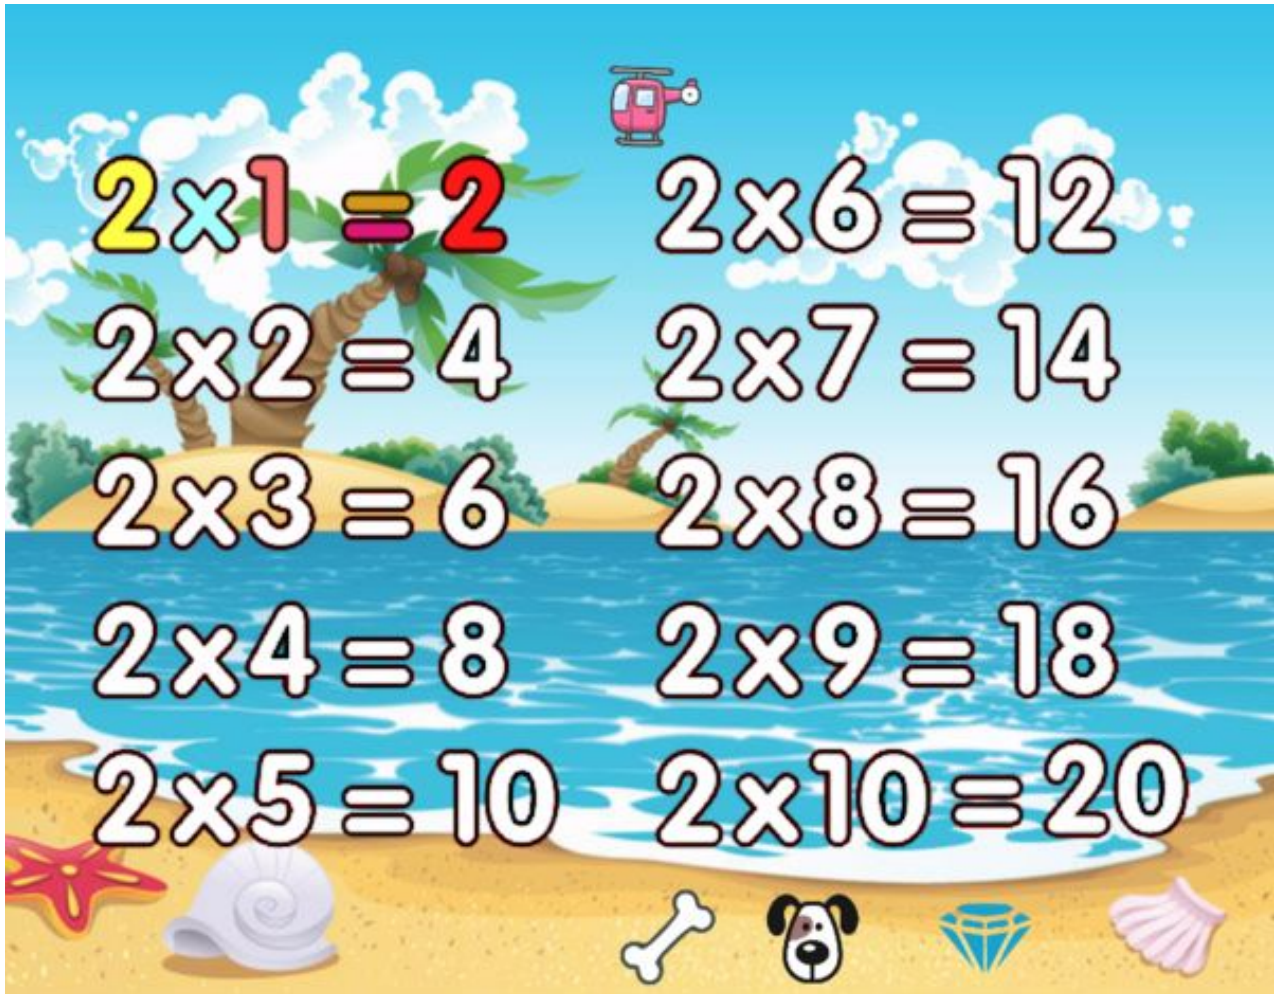 2x1 = 2
2x2 = 4
2x3 = 6
2x4 = 8
2x5 = 10
2x6 = 12
2x7 = 14
2x8 = 16
2x9 = 18
2x10 = 20